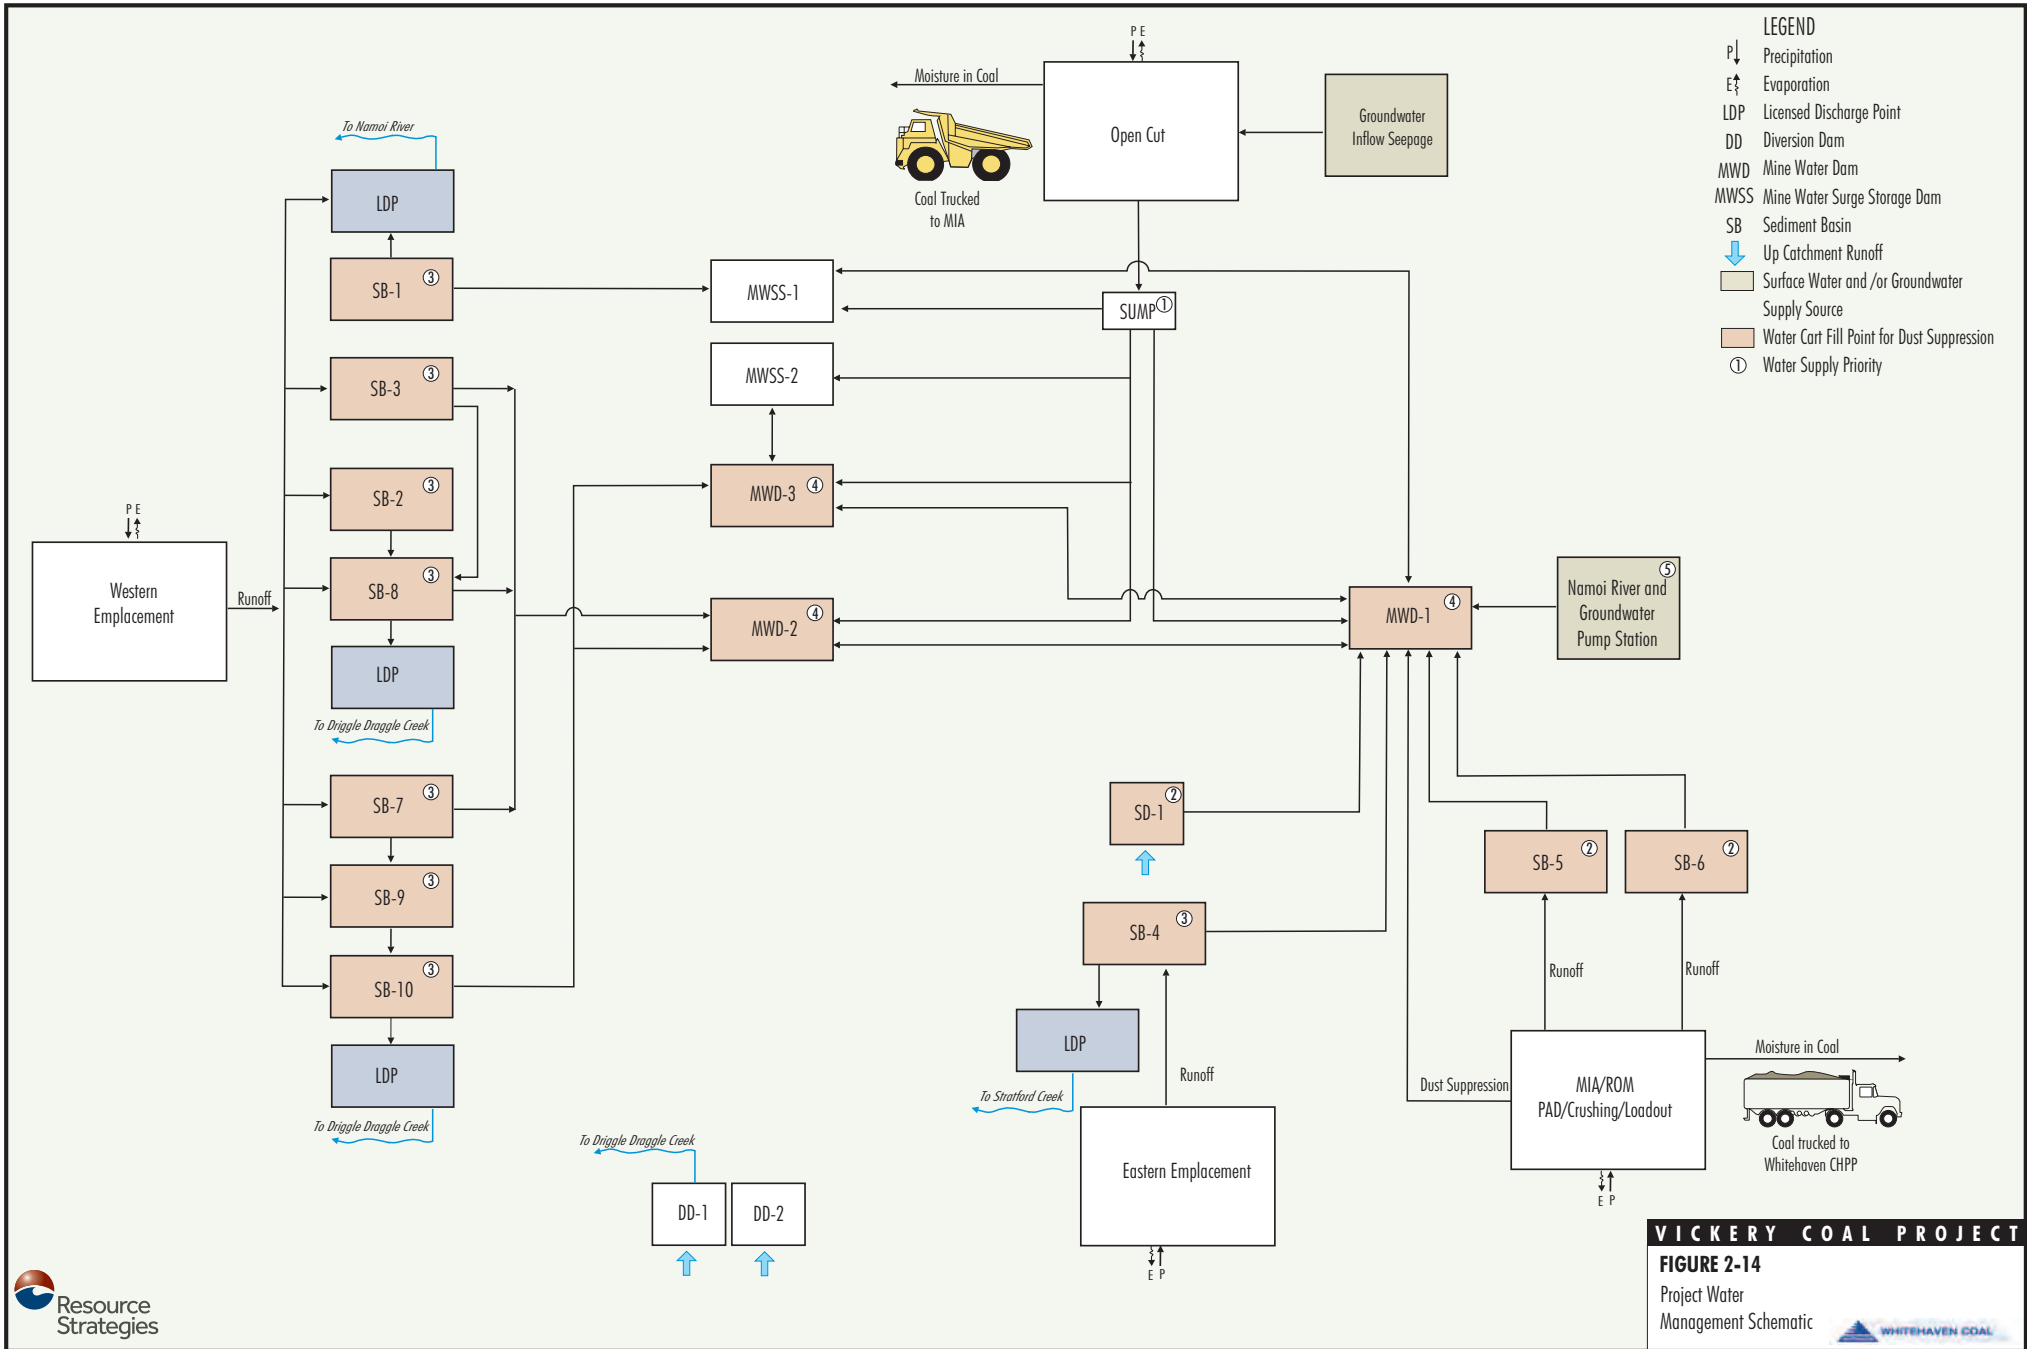 P E
Moisture in Coal
Open Cut
Groundwater
Inflow Seepage
Coal Trucked
to MIA
LEGEND
P Precipitation
E Evaporation
LDP Licensed Discharge Point
DD Diversion Dam
MWD Mine Water Dam
MWSS Mine Water Surge Storage Dam
SB Sediment Basin
Up Catchment Runoff
Surface Water and /or Groundwater
Supply Source
Water Cart Fill Point for Dust Suppression
1 Water Supply Priority
To Namoi River
LDP
SB-1 3
MWSS-1
SUMP 1
SB-3 3
MWSS-2
SB-2 3
MWD-3 4
P E
Western
Emplacement
Runoff
SB-8 3
MWD-2 4
MWD-1 4
5
Namoi River and
Groundwater
Pump Station
LDP
To Driggle Draggle Creek
SB-7 3
SD-1 2
SB-5 2
SB-6 2
SB-9 3
SB-4 3
SB-10 3
Runoff
Runoff
LDP
To Driggle Draggle Creek
LDP
To Stratford Creek
Runoff
Dust Suppression
MIA/ROM
PAD/Crushing/Loadout
Moisture in Coal
Coal trucked to
Whitehaven CHPP
E P
To Driggle Draggle Creek
DD-1
DD-2
Eastern Emplacement
E P
Resource
Strategies
VICKERY COAL PROJECT
FIGURE 2-14
Project Water
Management Schematic
WHITEHAVEN COAL